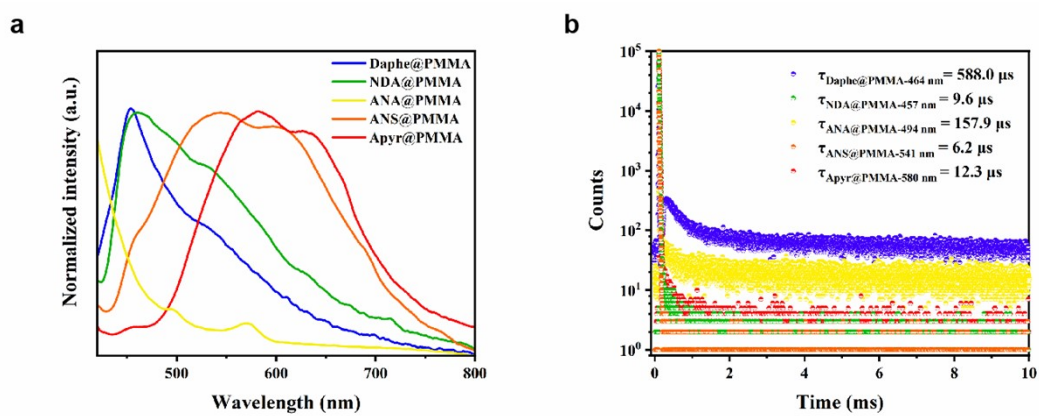 a
Normalized intensity (a.u.)
Daphe@PMMA
NDA@PMMA
ANA@PMMA
ANS@PMMA
Apyr@PMMA
500
600
700
800
Wavelength (nm)
b
Counts
10⁵
10⁴
10³
10²
10¹
10⁰
τDaphe@PMMA-464 nm = 588.0 μs
τNDA@PMMA-457 nm = 9.6 μs
τANA@PMMA-494 nm = 157.9 μs
τANS@PMMA-541 nm = 6.2 μs
τApyr@PMMA-580 nm = 12.3 μs
0
2
4
6
8
10
Time (ms)